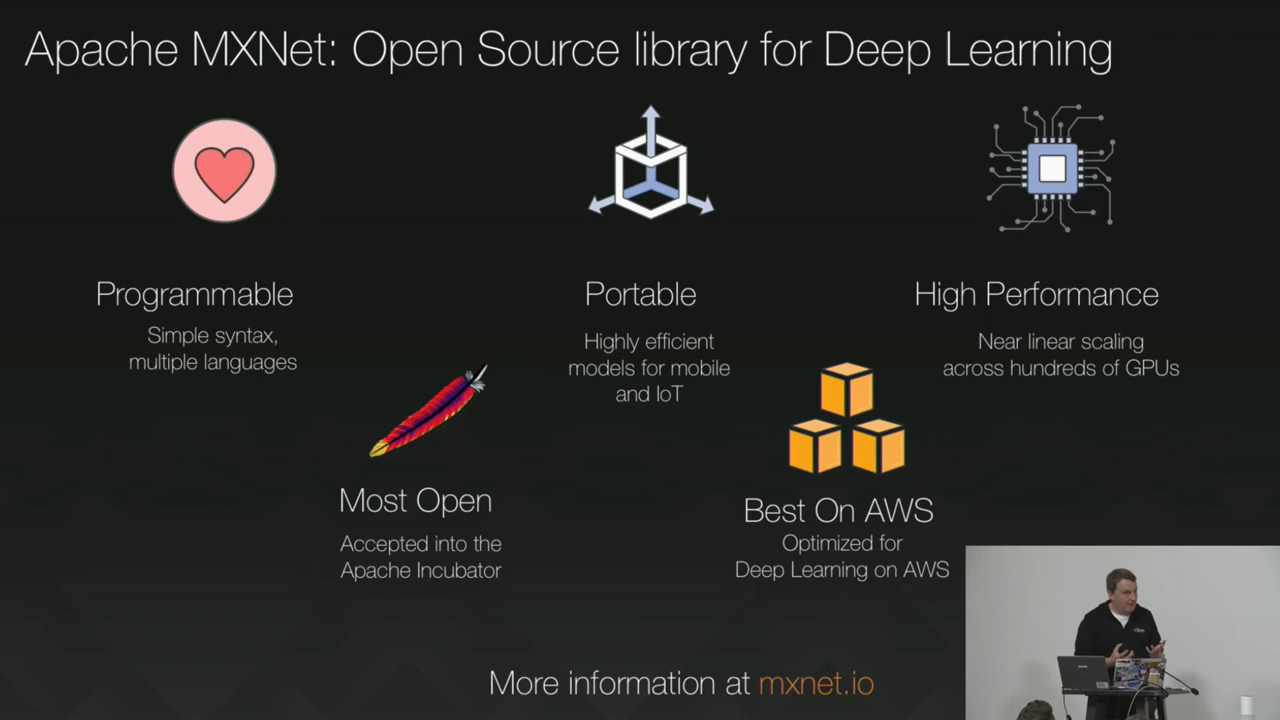 Apache MXNet: Open Source library for Deep Learning
Programmable
Simple syntax,
multiple languages
Portable
Highly efficient
models for mobile
and IoT
High Performance
Near linear scaling
across hundreds of GPUs
Most Open
Accepted into the
Apache Incubator
Best On AWS
Optimized for
Deep Learning on AWS
More information at mxnet.io